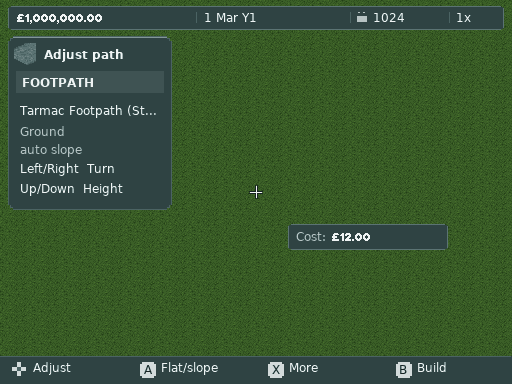 £1,000,000.00
1 Mar Y1
1024
1x
Adjust path
FOOTPATH
Tarmac Footpath (St...
Ground
auto slope
Left/Right Turn
Up/Down Height
Cost: £12.00
Adjust
A Flat/slope
X More
B Build